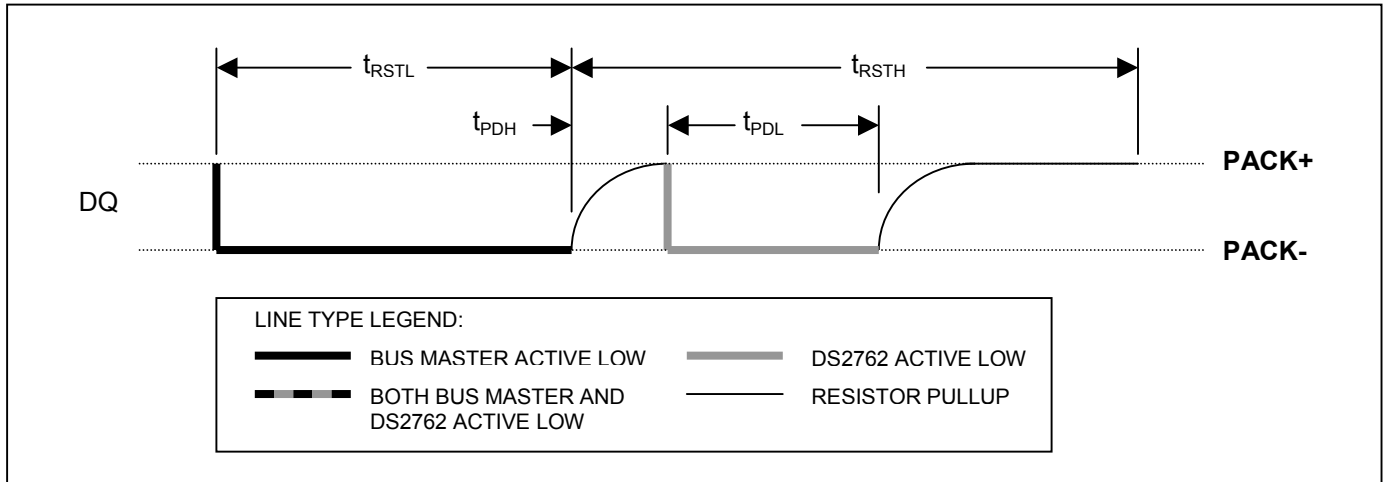 tRSTL
tRSTH
tPDH
tPDL
PACK+
DQ
PACK-
LINE TYPE LEGEND:
BUS MASTER ACTIVE LOW
DS2762 ACTIVE LOW
BOTH BUS MASTER AND
DS2762 ACTIVE LOW
RESISTOR PULLUP